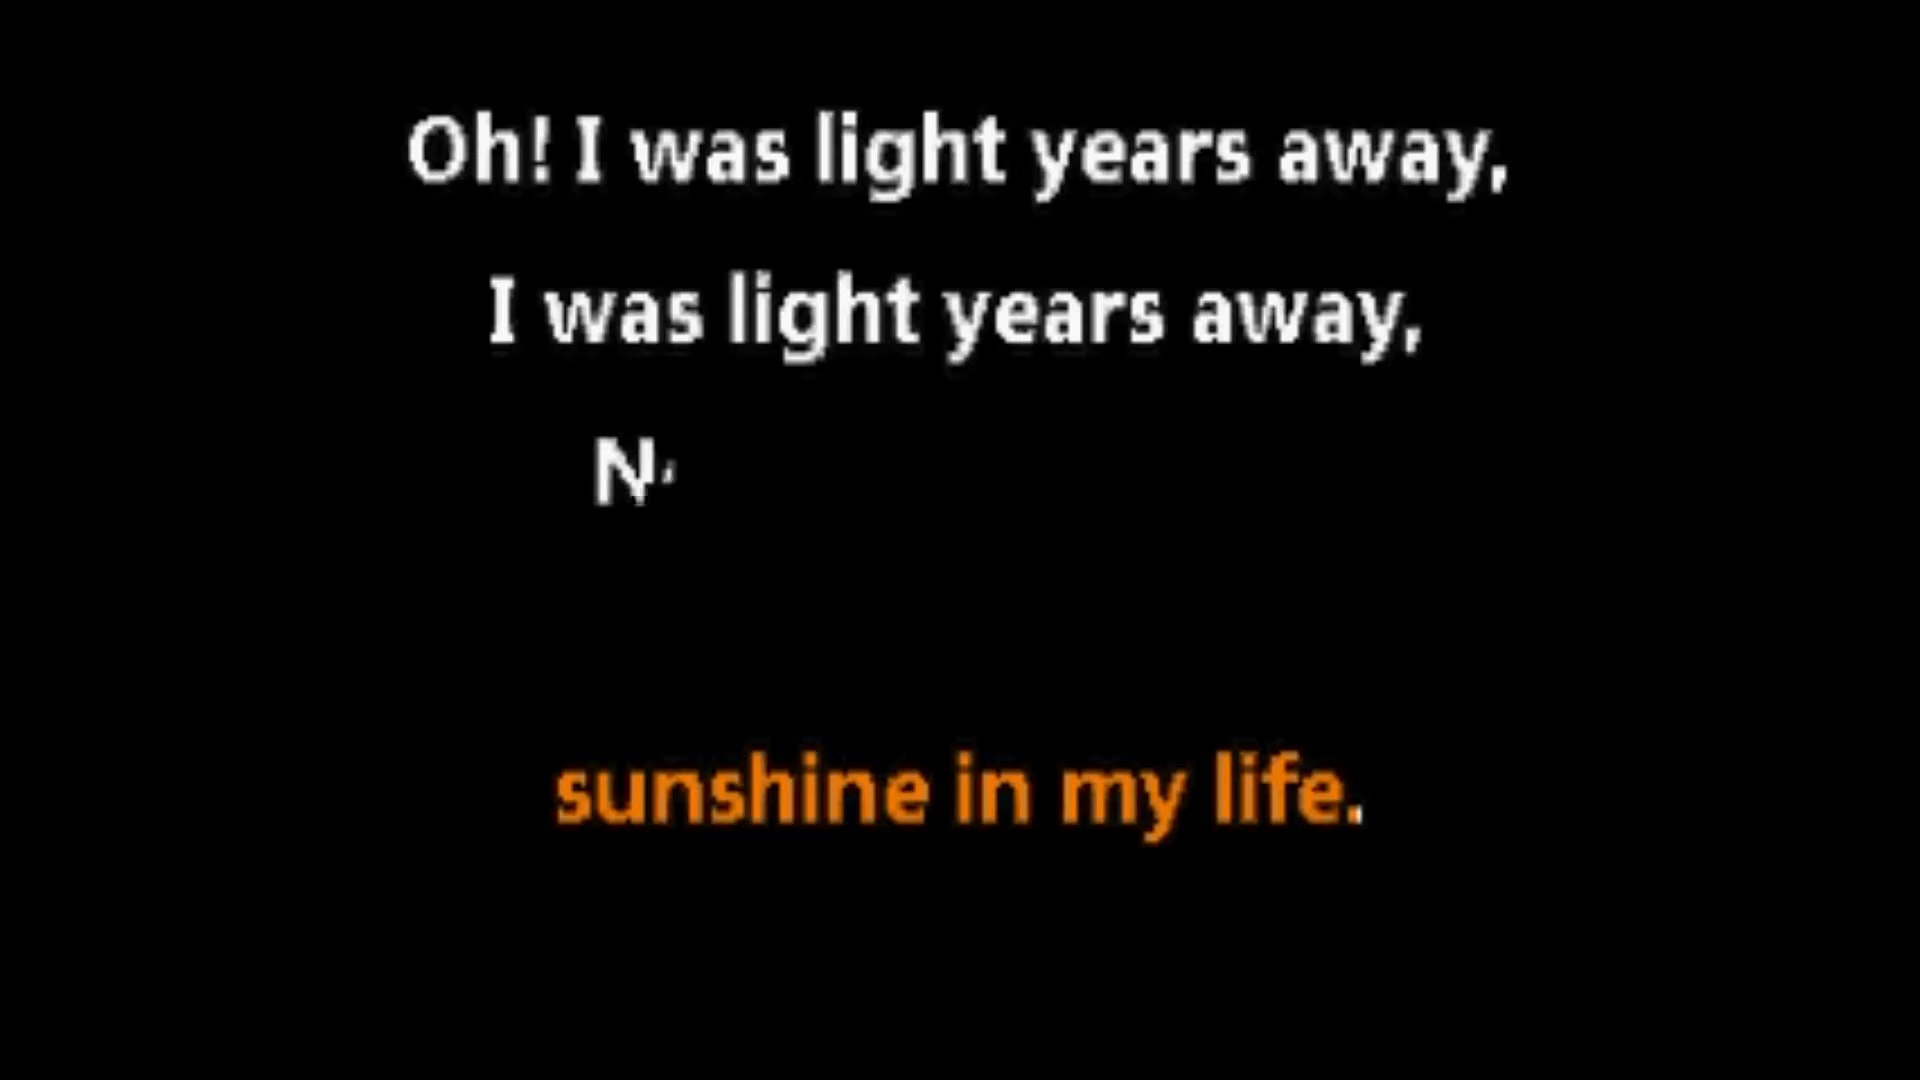 Oh! I was light years away,
I was light years away,
N
sunshine in my life.